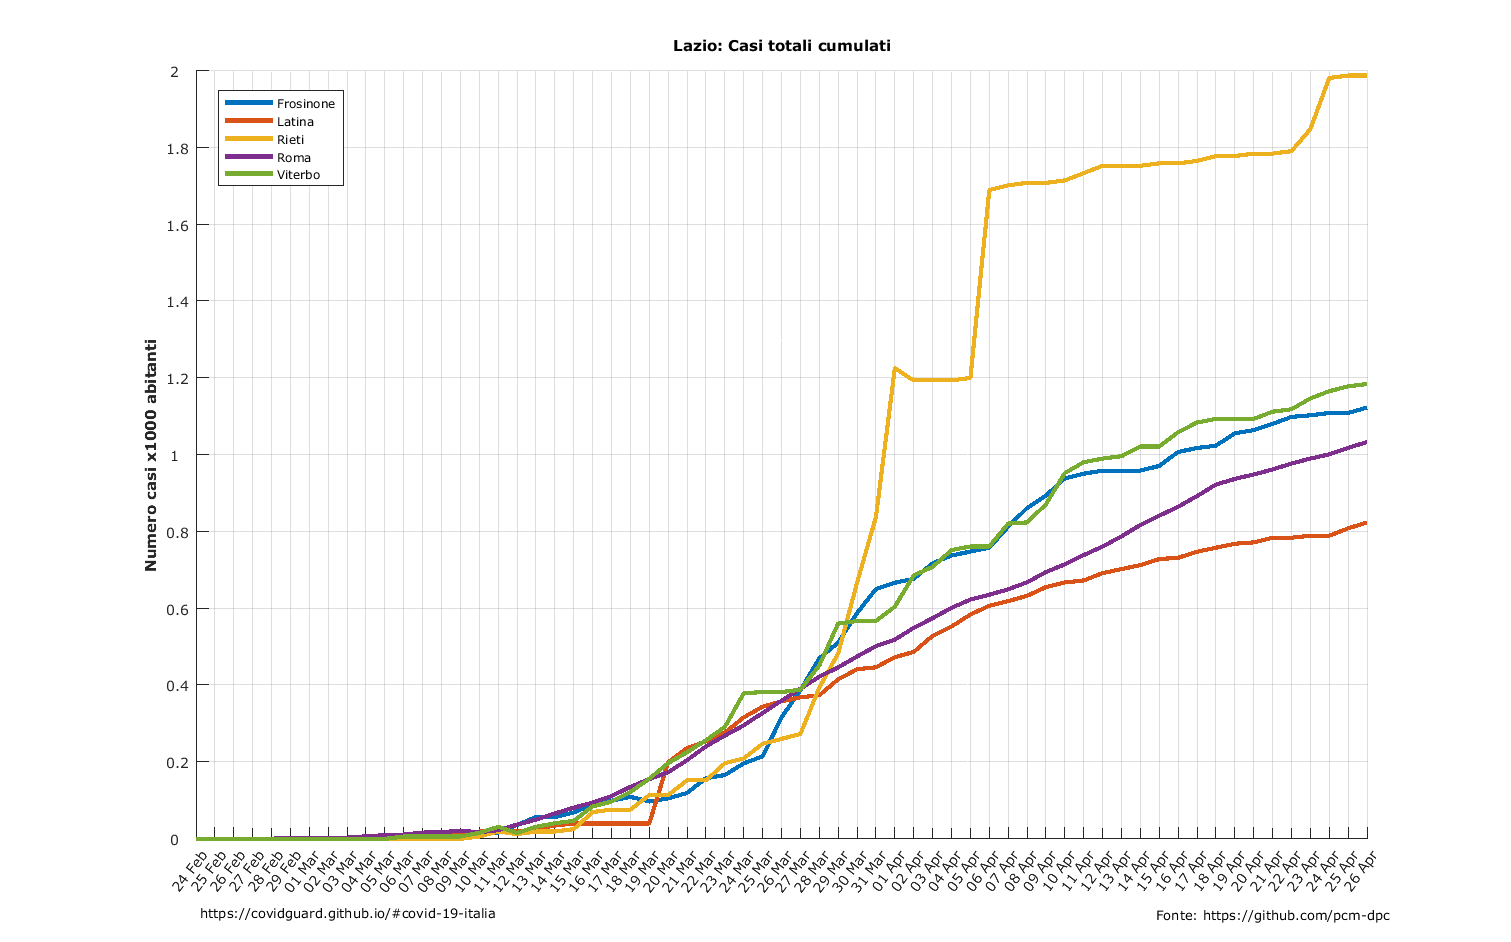 Lazio: Casi totali cumulati
Numero casi x1000 abitanti
2
1.8
1.6
1.4
1.2
1
0.8
0.6
0.4
0.2
0
Frosinone
Latina
Rieti
Roma
Viterbo
24 Feb
25 Feb
26 Feb
27 Feb
28 Feb
29 Feb
01 Mar
02 Mar
03 Mar
04 Mar
05 Mar
06 Mar
07 Mar
08 Mar
09 Mar
10 Mar
11 Mar
12 Mar
13 Mar
14 Mar
15 Mar
16 Mar
17 Mar
18 Mar
19 Mar
20 Mar
21 Mar
22 Mar
23 Mar
24 Mar
25 Mar
26 Mar
27 Mar
28 Mar
29 Mar
30 Mar
31 Mar
01 Apr
02 Apr
03 Apr
04 Apr
05 Apr
06 Apr
07 Apr
08 Apr
09 Apr
10 Apr
11 Apr
12 Apr
13 Apr
14 Apr
15 Apr
16 Apr
17 Apr
18 Apr
19 Apr
20 Apr
21 Apr
22 Apr
23 Apr
24 Apr
25 Apr
26 Apr
https://covidguard.github.io/#covid-19-italia
Fonte: https://github.com/pcm-dpc